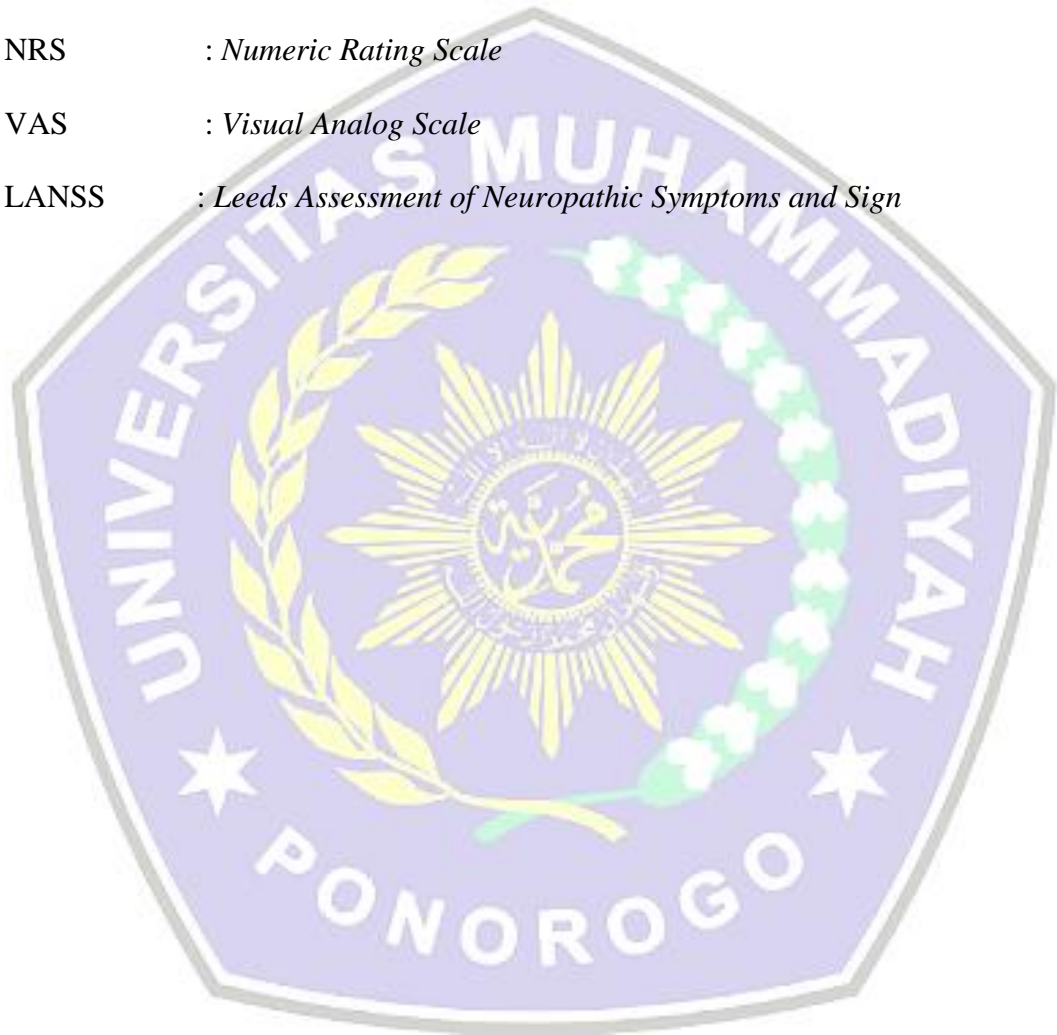 NRS : Numeric Rating Scale
VAS : Visual Analog Scale
LANSS : Leeds Assessment of Neuropathic Symptoms and Sign
UNIVERSITAS MUHAMMADIYAH
PONOROGO
محمدية